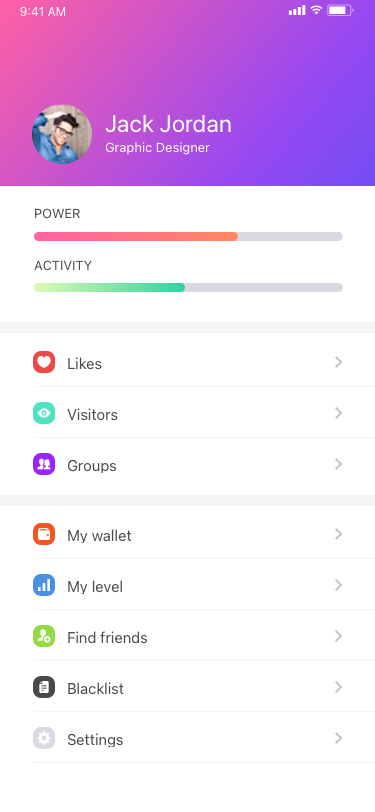 9:41 AM
Jack Jordan
Graphic Designer
POWER
ACTIVITY
Likes
Visitors
Groups
My wallet
My level
Find friends
Blacklist
Settings